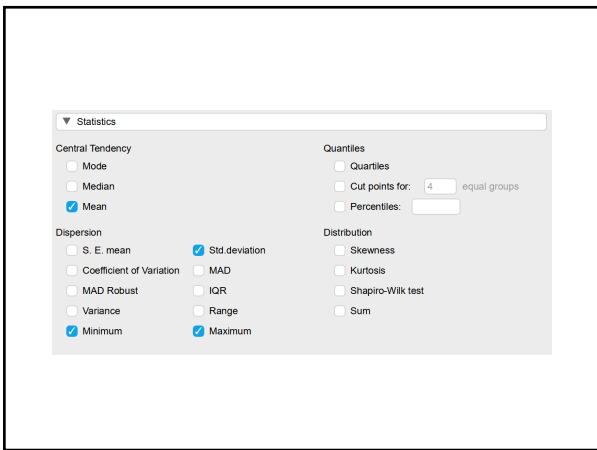 Statistics
Central Tendency
Mode
Median
Mean
Quantiles
Quartiles
Cut points for: 4 equal groups
Percentiles:
Dispersion
S. E. mean
Std.deviation
Coefficient of Variation
MAD
MAD Robust
IQR
Variance
Range
Minimum
Maximum
Distribution
Skewness
Kurtosis
Shapiro-Wilk test
Sum